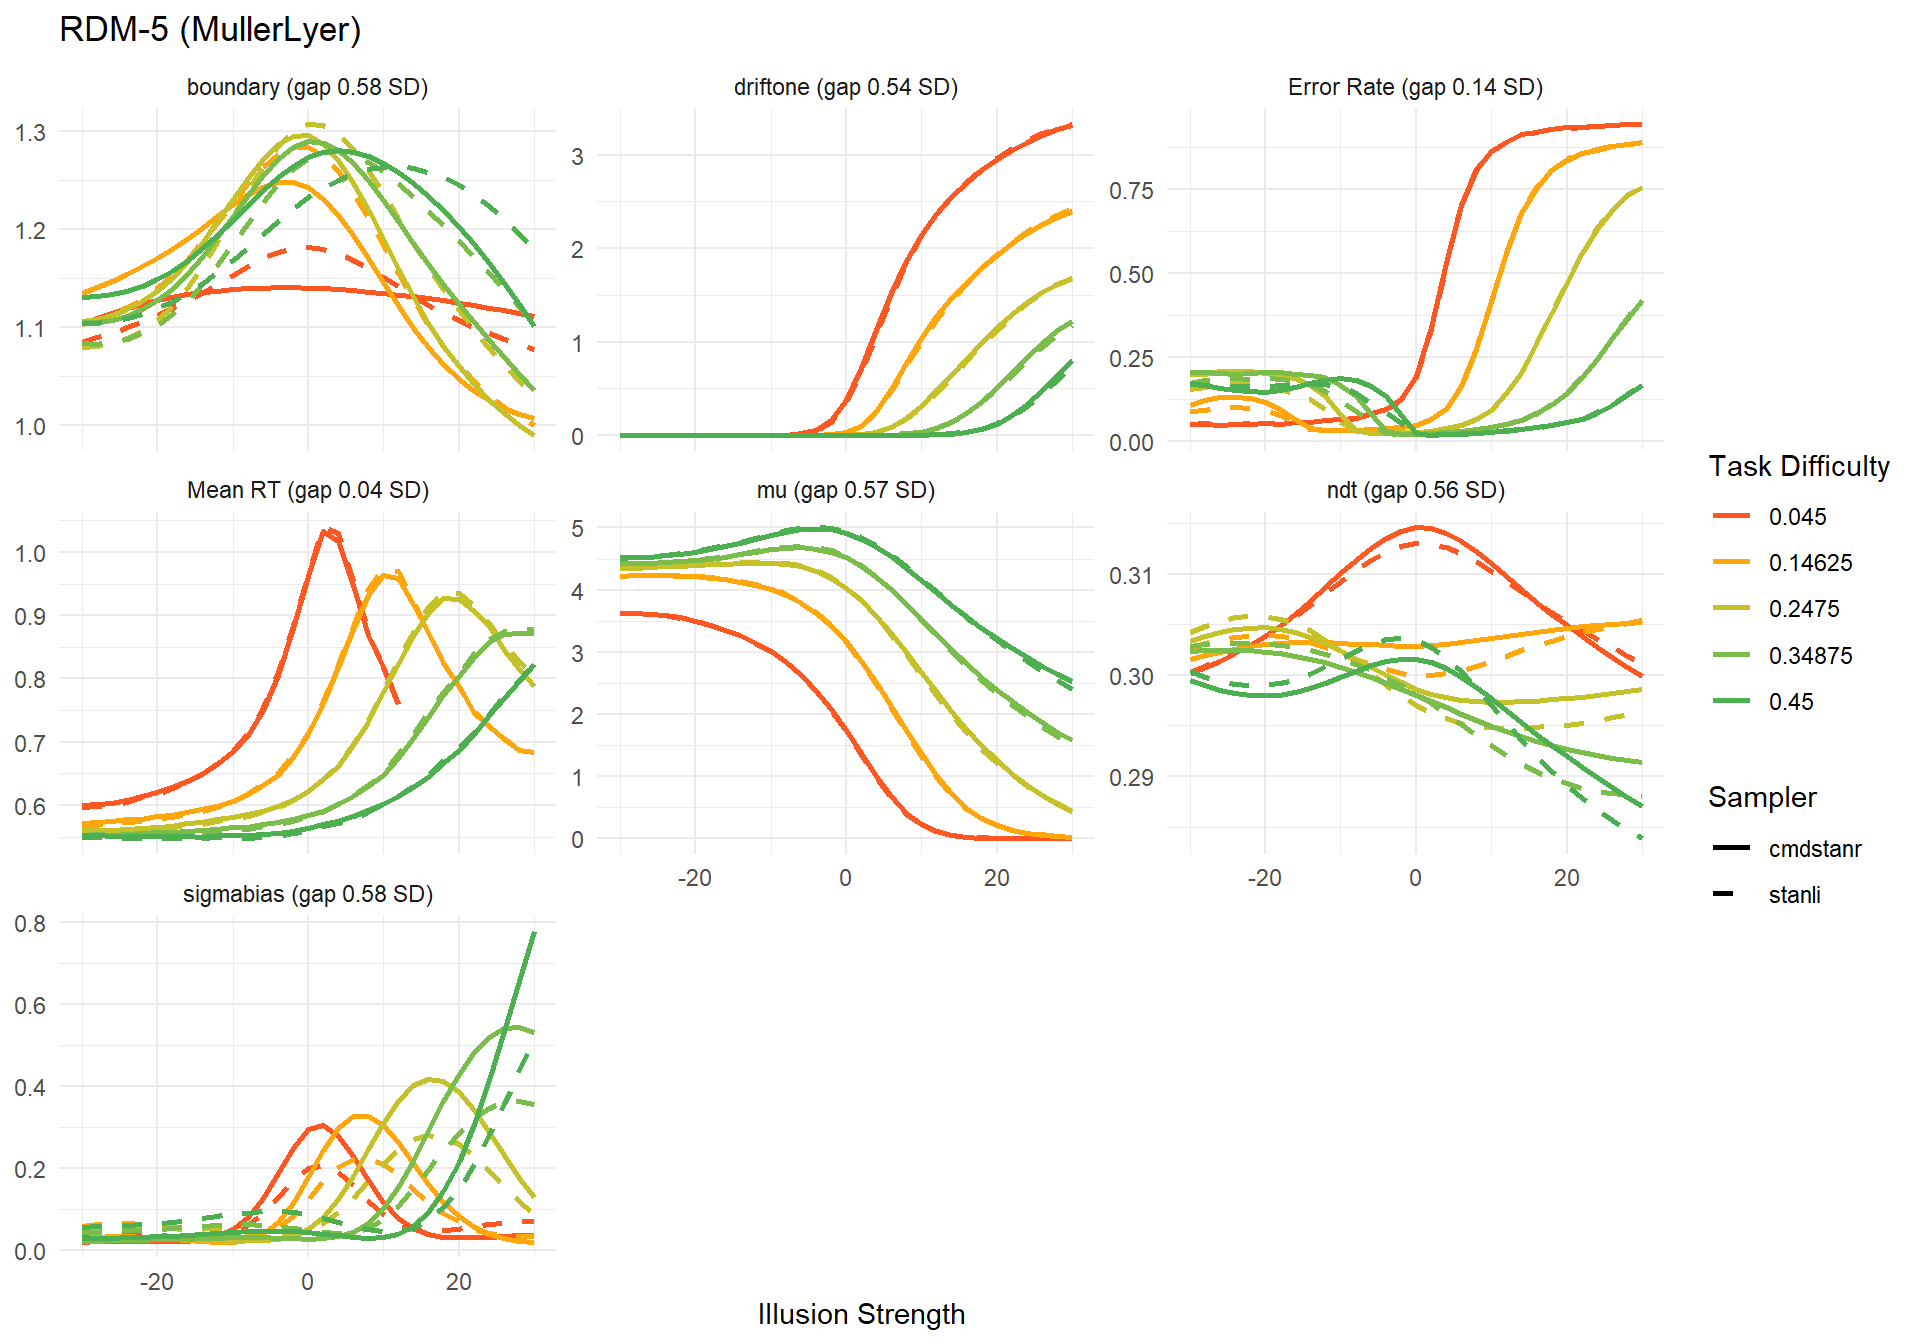 RDM-5 (MullerLyer)
boundary (gap 0.58 SD)
1.3
1.2
1.1
1.0
driftone (gap 0.54 SD)
3
2
1
0
Error Rate (gap 0.14 SD)
0.75
0.50
0.25
0.00
Mean RT (gap 0.04 SD)
1.0
0.9
0.8
0.7
0.6
mu (gap 0.57 SD)
5
4
3
2
1
0
-20 0 20
ndt (gap 0.56 SD)
0.31
0.30
0.29
-20 0 20
sigmabias (gap 0.58 SD)
0.8
0.6
0.4
0.2
0.0
-20 0 20
Illusion Strength
Task Difficulty
0.045
0.14625
0.2475
0.34875
0.45
Sampler
cmdstanr
stanli